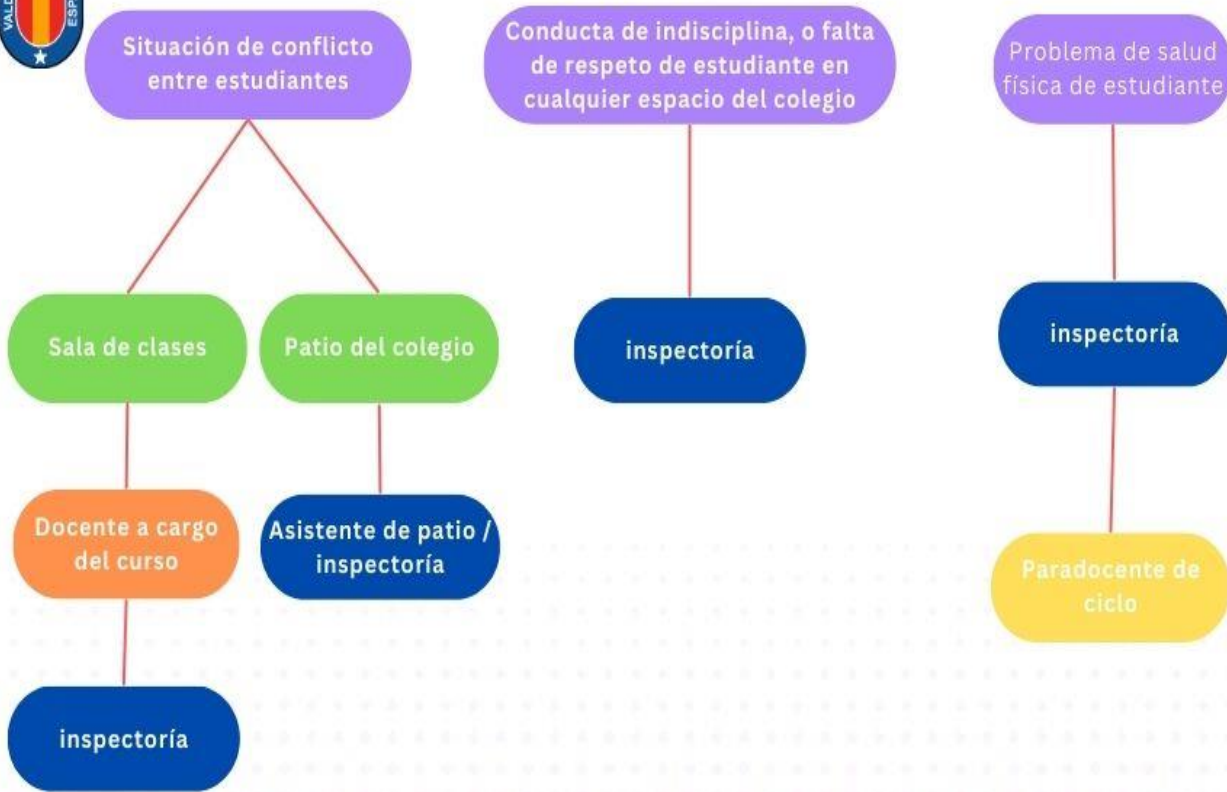 VALD
ESP
Situación de conflicto
entre estudiantes
Conducta de indisciplina, o falta
de respeto de estudiante en
cualquier espacio del colegio
Problema de salud
física de estudiante
Sala de clases
Patio del colegio
inspectoría
inspectoría
Docente a cargo
del curso
Asistente de patio /
inspectoría
Paradocente de
ciclo
inspectoría